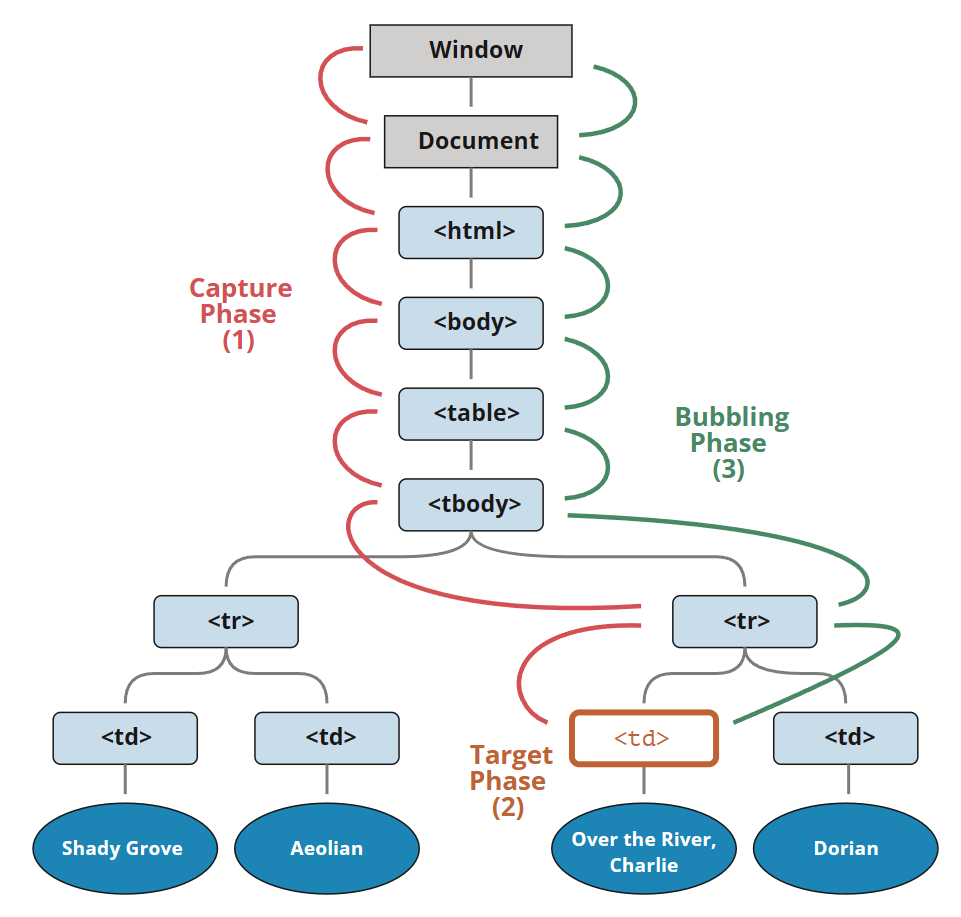 Window
Document
<html>
Capture
Phase
(1)
<body>
<table>
Bubbling
Phase
(3)
<tbody>
<tr>
<tr>
<td>
<td>
<td>
<td>
Target
Phase
(2)
Shady Grove
Aeolian
Over the River,
Charlie
Dorian